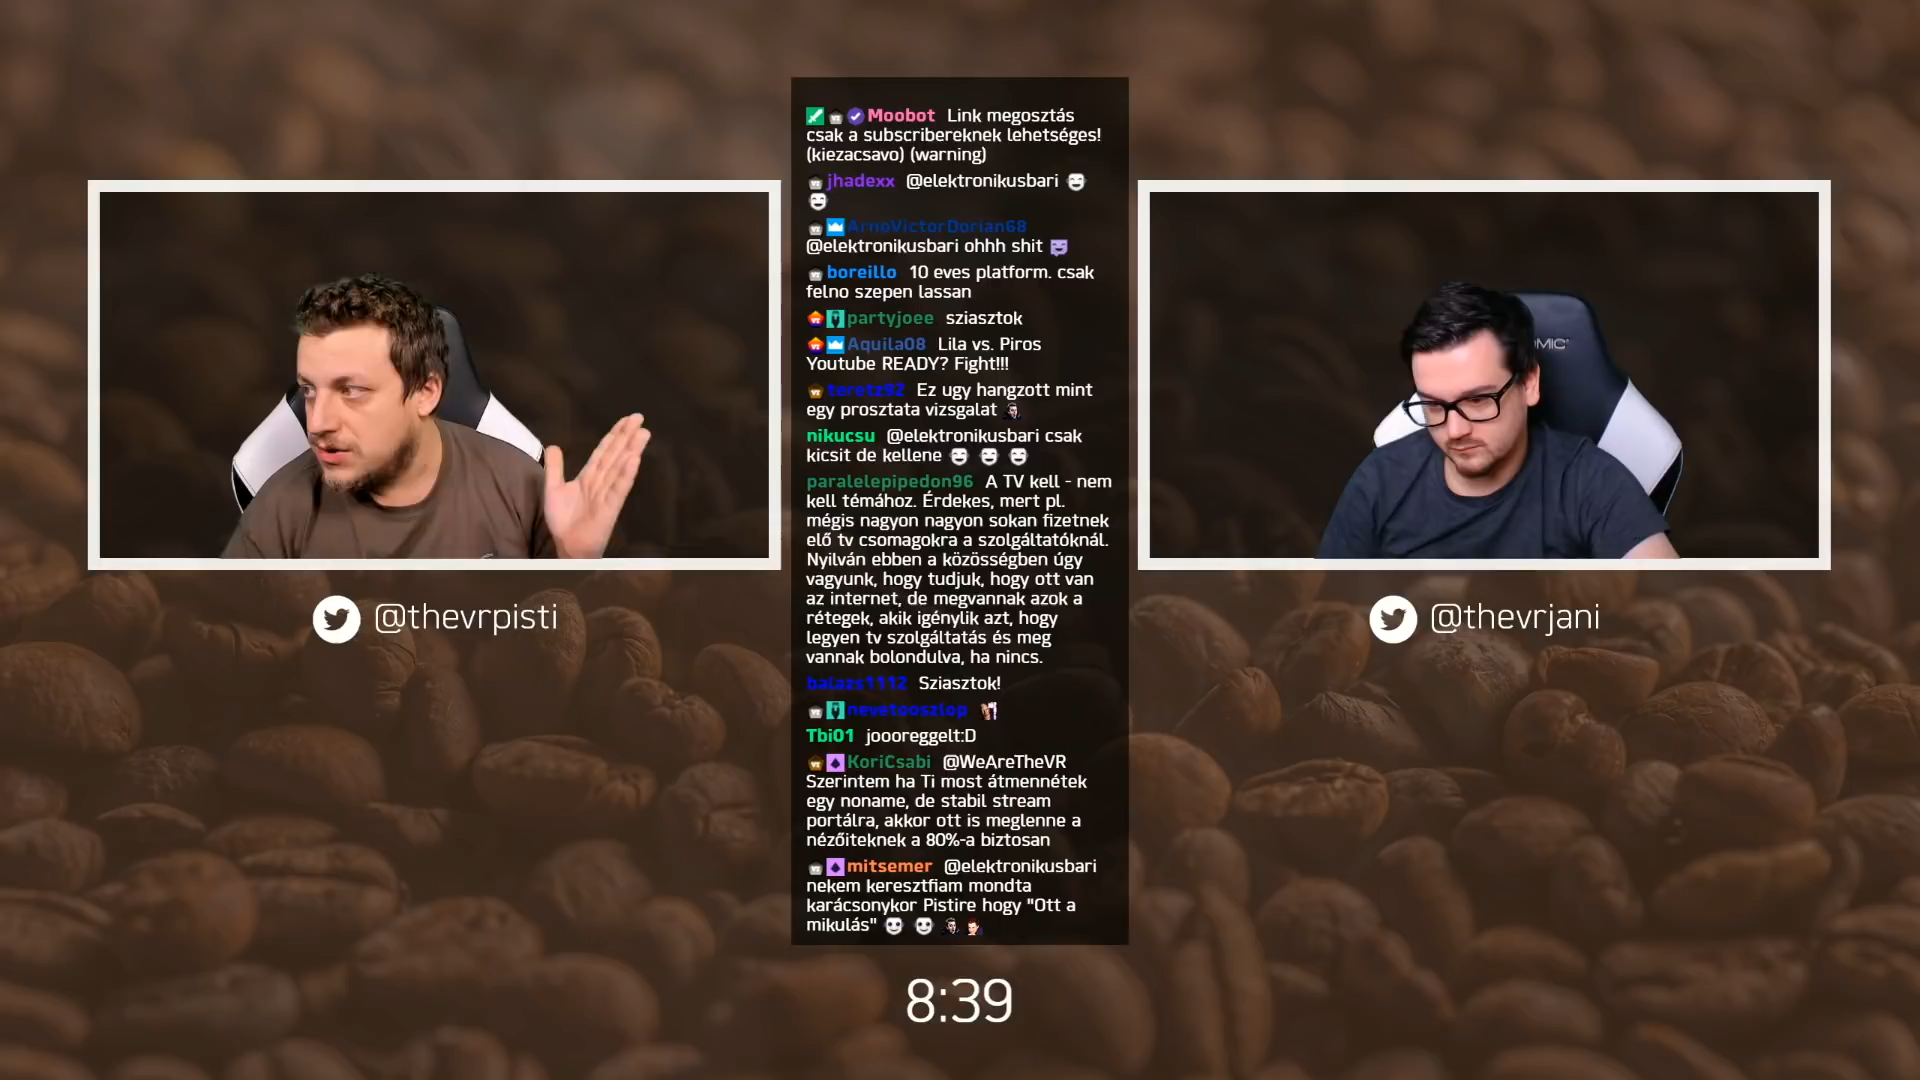 Moobot Link megosztás
csak a subscribereknek lehetséges!
(kiezacsavo) (warning)
jhadexx @elektronikusbari
ArnoVictorDorian68
@elektronikusbari ohhh shit
boreillo 10 eves platform. csak
felno szepen lassan
partyjoee sziasztok
Aquila08 Lila vs. Piros
Youtube READY? Fight!!!
teretz92 Ez ugy hangzott mint
egy prosztata vizsgalat
nikucsu @elektronikusbari csak
kicsit de kellene
paralelepipedon96 A TV kell - nem
kell témához. Érdekes, mert pl.
mégis nagyon nagyon sokan fizetnek
elő tv csomagokra a szolgáltatóknál.
Nyilván ebben a közösségben úgy
vagyunk, hogy tudjuk, hogy ott van
az internet, de megvannak azok a
rétegek, akik igénylik azt, hogy
legyen tv szolgáltatás és meg
vannak bolondulva, ha nincs.
balazs1112 Sziasztok!
nevetooszlop
Tbi01 joooreggelt:D
KoriCsabi @WeAreTheVR
Szerintem ha Ti most átmennétek
egy noname, de stabil stream
portálra, akkor ott is meglenne a
nézőiteknek a 80%-a biztosan
mitsemer @elektronikusbari
nekem keresztfiam mondta
karácsonykor Pistire hogy "Ott a
mikulás"
@thevrpisti
@thevrjani
8:39